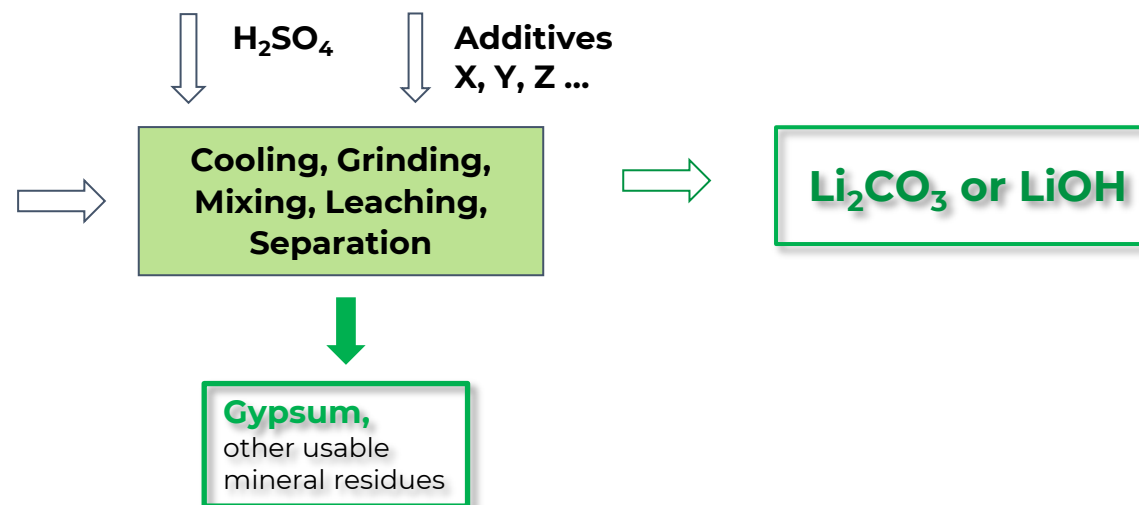 H₂SO₄
Additives
X, Y, Z ...
Cooling, Grinding,
Mixing, Leaching,
Separation
Li₂CO₃ or LiOH
Gypsum,
other usable
mineral residues